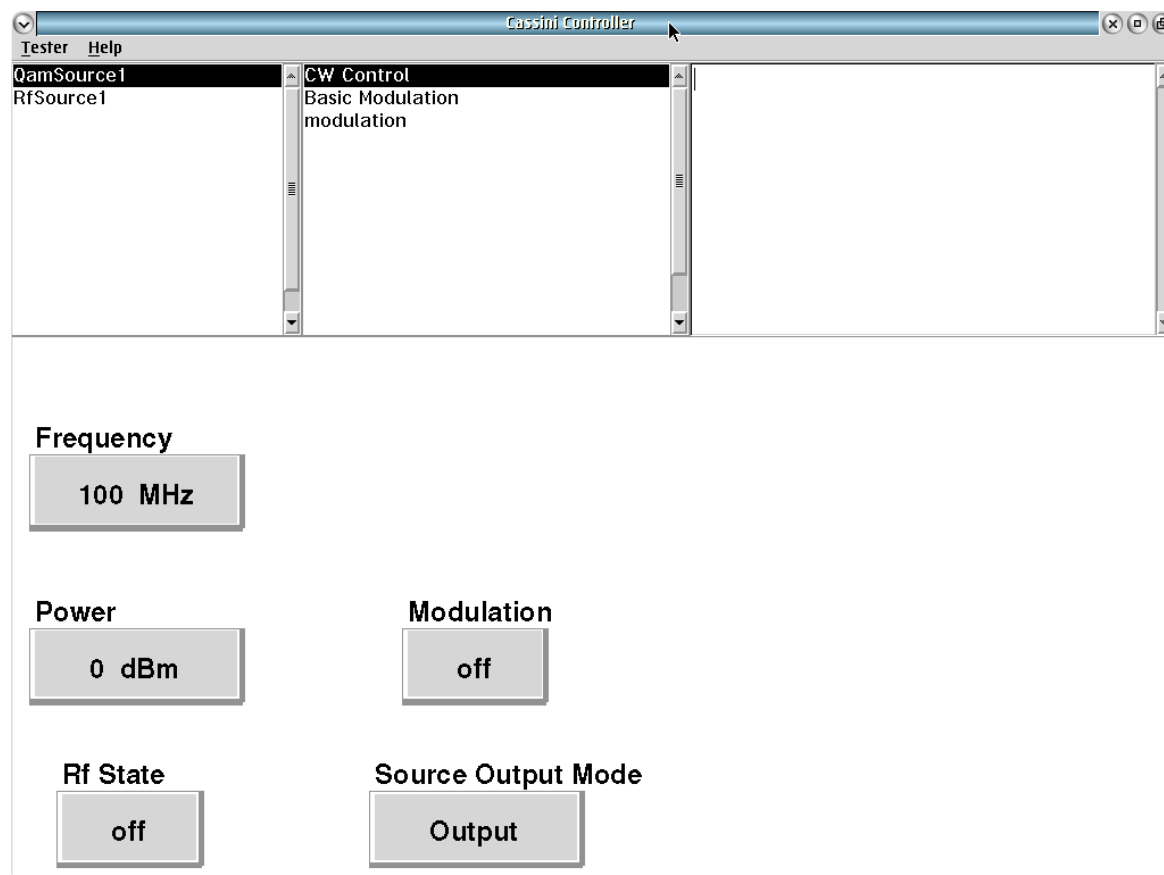 Cassini Controller
Tester Help
QamSource1
RfSource1
CW Control
Basic Modulation
modulation
Frequency
100 MHz
Power
0 dBm
Modulation
off
Rf State
off
Source Output Mode
Output